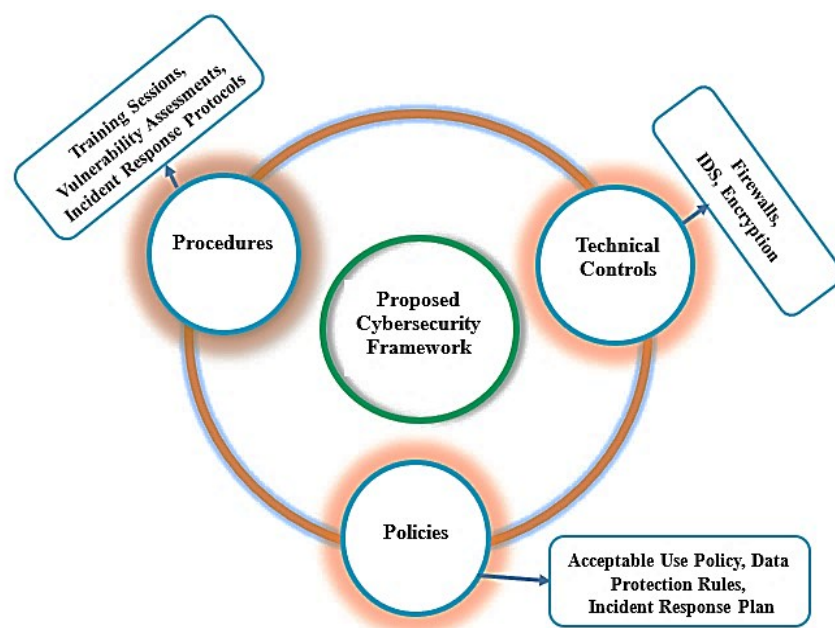 Training Sessions,
Vulnerability Assessments,
Incident Response Protocols
Firewalls,
IDS, Encryption
Procedures
Technical
Controls
Proposed
Cybersecurity
Framework
Policies
Acceptable Use Policy, Data
Protection Rules,
Incident Response Plan